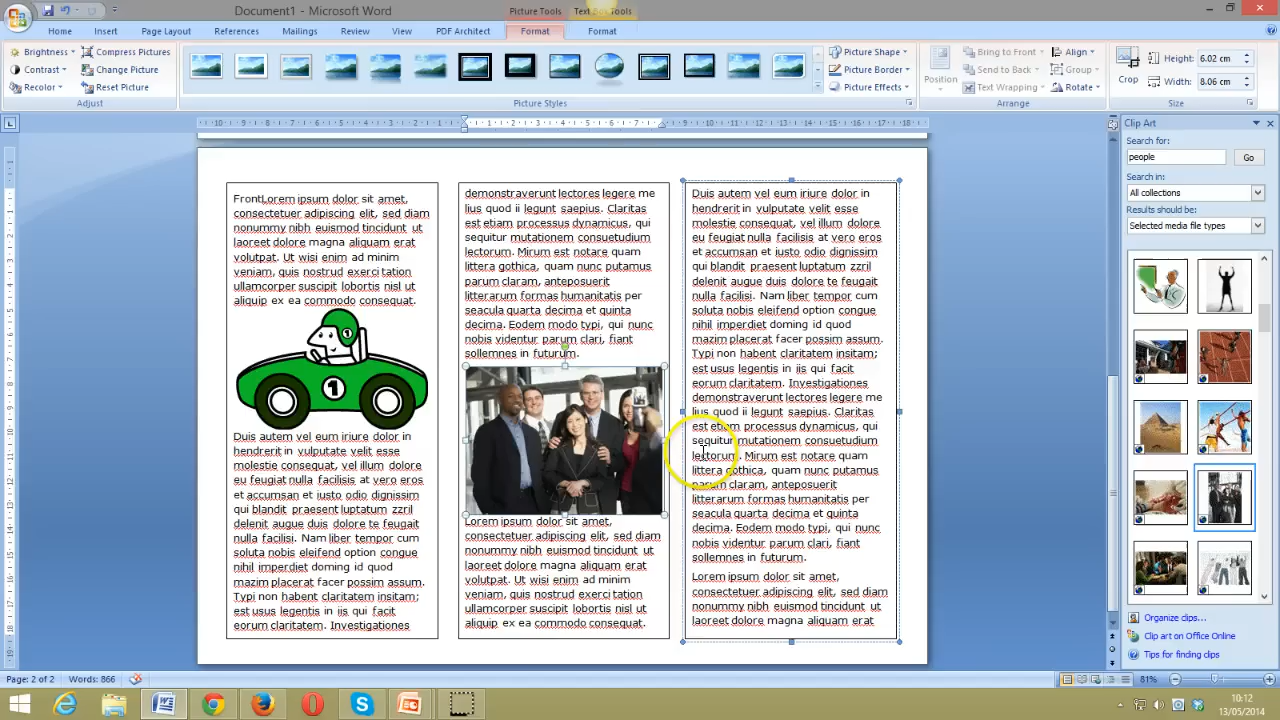 Document1 - Microsoft Word
Picture Tools
Text Box Tools
Home
Insert
Page Layout
References
Mailings
Review
View
PDF Architect
Format
Format
Brightness
Contrast
Recolor
Compress Pictures
Change Picture
Reset Picture
Adjust
Picture Styles
Picture Shape
Picture Border
Picture Effects
Position
Bring to Front
Send to Back
Text Wrapping
Align
Group
Rotate
Arrange
Crop
Height: 6.02 cm
Width: 8.06 cm
Size
FrontLorem ipsum dolor sit amet,
consectetuer adipiscing elit, sed diam
nonummy nibh euismod tincidunt ut
laoreet dolore magna aliquam erat
volutpat. Ut wisi enim ad minim
veniam, quis nostrud exerci tation
ullamcorper suscipit lobortis nisl ut
aliquip ex ea commodo consequat.
1
1
Duis autem vel eum iriure dolor in
hendrerit in vulputate velit esse
molestie consequat, vel illum dolore
eu feugiat nulla facilisis at vero eros
et accumsan et iusto odio dignissim
qui blandit praesent luptatum zzril
delenit augue duis dolore te feugait
nulla facilisi. Nam liber tempor cum
soluta nobis eleifend option congue
nihil imperdiet doming id quod
mazim placerat facer possim assum.
Typi non habent claritatem insitam;
est usus legentis in iis qui facit
eorum claritatem. Investigationes
demonstraverunt lectores legere me
lius quod ii legunt saepius. Claritas
est etiam processus dynamicus, qui
sequitur mutationem consuetudium
lectorum. Mirum est notare quam
littera gothica, quam nunc putamus
parum claram, anteposuerit
litterarum formas humanitatis per
seacula quarta decima et quinta
decima. Eodem modo typi, qui nunc
nobis videntur parum clari, fiant
sollemnes in futurum.
Lorem ipsum dolor sit amet,
consectetuer adipiscing elit, sed diam
nonummy nibh euismod tincidunt ut
laoreet dolore magna aliquam erat
volutpat. Ut wisi enim ad minim
veniam, quis nostrud exerci tation
ullamcorper suscipit lobortis nisl ut
aliquip ex ea commodo consequat.
Duis autem vel eum iriure dolor in
hendrerit in vulputate velit esse
molestie consequat, vel illum dolore
eu feugiat nulla facilisis at vero eros
et accumsan et iusto odio dignissim
qui blandit praesent luptatum zzril
delenit augue duis dolore te feugait
nulla facilisi. Nam liber tempor cum
soluta nobis eleifend option congue
nihil imperdiet doming id quod
mazim placerat facer possim assum.
Typi non habent claritatem insitam;
est usus legentis in iis qui facit
eorum claritatem. Investigationes
demonstraverunt lectores legere me
lius quod ii legunt saepius. Claritas
est etiam processus dynamicus, qui
sequitur mutationem consuetudium
lectorum. Mirum est notare quam
littera gothica, quam nunc putamus
parum claram, anteposuerit
litterarum formas humanitatis per
seacula quarta decima et quinta
decima. Eodem modo typi, qui nunc
nobis videntur parum clari, fiant
sollemnes in futurum.
Lorem ipsum dolor sit amet,
consectetuer adipiscing elit, sed diam
nonummy nibh euismod tincidunt ut
laoreet dolore magna aliquam erat
Clip Art
Search for:
people
Go
Search in:
All collections
Results should be:
Selected media file types
Organize clips...
Clip art on Office Online
Tips for finding clips
Page: 2 of 2
Words: 866
81%
10:12
13/05/2014